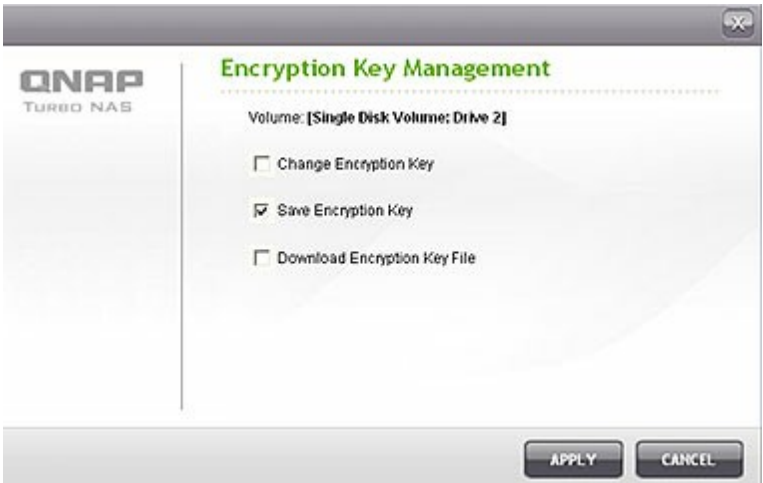 QNAP
TURBO NAS
Encryption Key Management
Volume: [Single Disk Volume: Drive 2]
Change Encryption Key
Save Encryption Key
Download Encryption Key File
APPLY
CANCEL